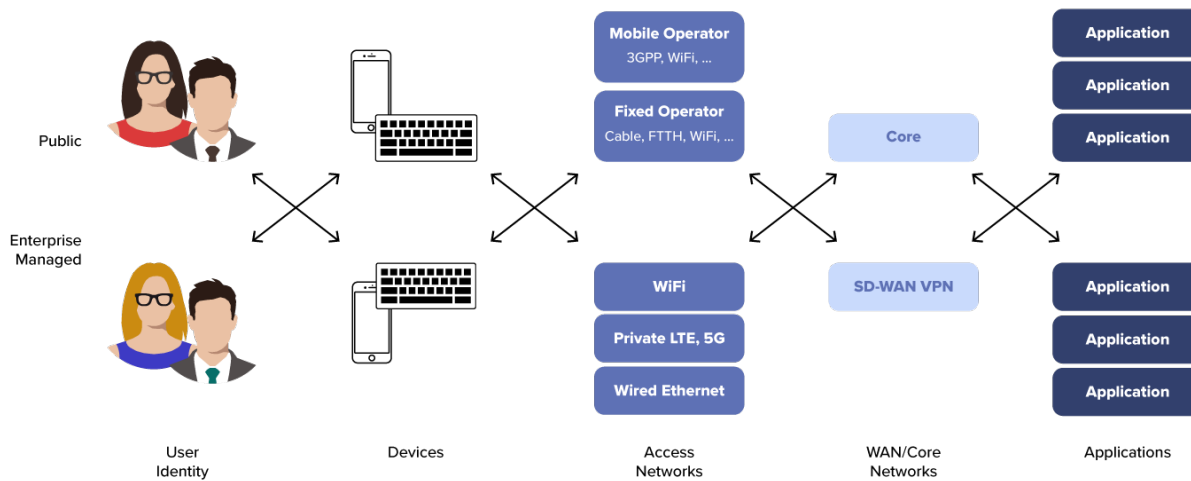 Mobile Operator
3GPP, WiFi, ...
Fixed Operator
Cable, FTTH, WiFi, ...
Core
Application
Application
Application
Public
Enterprise
Managed
WiFi
Private LTE, 5G
Wired Ethernet
SD-WAN VPN
Application
Application
Application
User
Identity
Devices
Access
Networks
WAN/Core
Networks
Applications